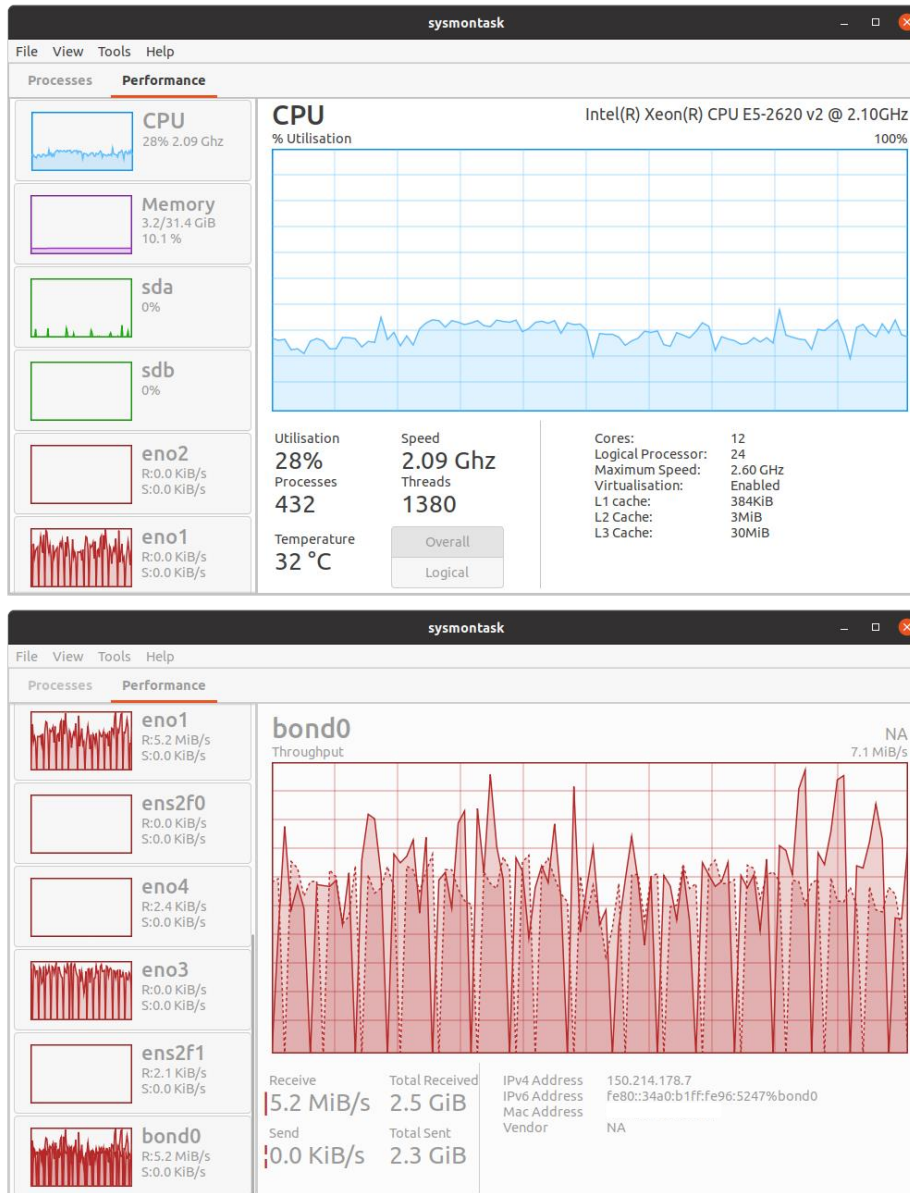 sysmontask
File View Tools Help
Processes Performance
CPU
28% 2.09 Ghz
Memory
3.2/31.4 GiB
10.1 %
sda
0%
sdb
0%
eno2
R:0.0 KiB/s
S:0.0 KiB/s
eno1
R:0.0 KiB/s
S:0.0 KiB/s
CPU Intel(R) Xeon(R) CPU E5-2620 v2 @ 2.10GHz
% Utilisation 100%
Utilisation Speed
28% 2.09 Ghz
Processes Threads
432 1380
Temperature
32 °C
Overall
Logical
Cores: 12
Logical Processor: 24
Maximum Speed: 2.60 GHz
Virtualisation: Enabled
L1 cache: 384KiB
L2 Cache: 3MiB
L3 Cache: 30MiB
sysmontask
File View Tools Help
Processes Performance
eno1
R:5.2 MiB/s
S:0.0 KiB/s
ens2f0
R:0.0 KiB/s
S:0.0 KiB/s
eno4
R:2.4 KiB/s
S:0.0 KiB/s
eno3
R:0.0 KiB/s
S:0.0 KiB/s
ens2f1
R:2.1 KiB/s
S:0.0 KiB/s
bond0
R:5.2 MiB/s
S:0.0 KiB/s
bond0 NA
Throughput 7.1 MiB/s
Receive Total Received
5.2 MiB/s 2.5 GiB
Send Total Sent
0.0 KiB/s 2.3 GiB
IPv4 Address 150.214.178.7
IPv6 Address fe80::34a0:b1ff:fe96:5247%bond0
Mac Address
Vendor NA